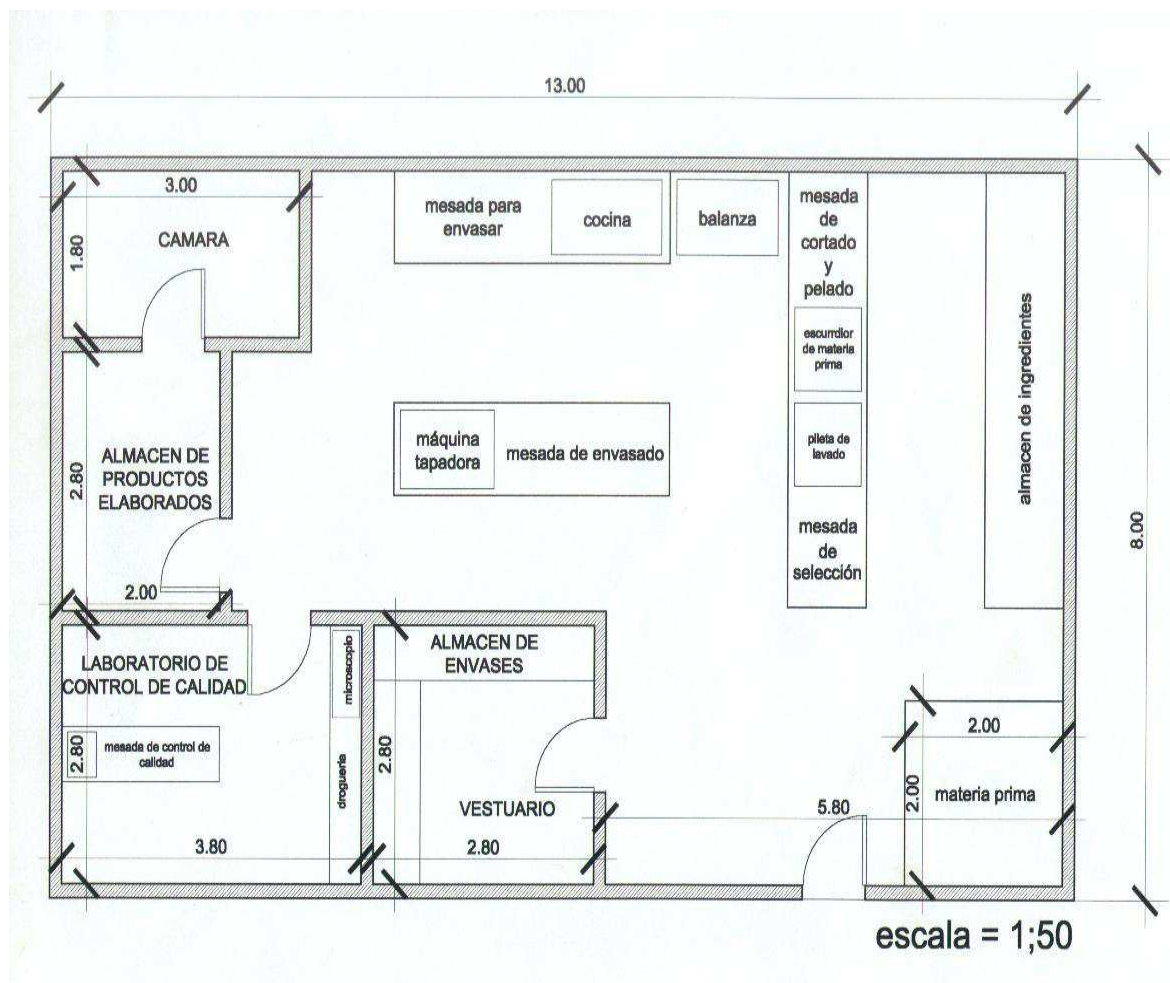 13.00
3.00
1.80
CAMARA
mesada para
envasar
cocina
balanza
mesada
de
cortado
y
pelado
escurrdior
de materia
prima
pileta de
lavado
mesada
de
selección
almacen de ingredientes
8.00
2.80
ALMACEN DE
PRODUCTOS
ELABORADOS
2.00
máquina
tapadora
mesada de envasado
LABORATORIO DE
CONTROL DE CALIDAD
microscopio
drogueria
2.80
mesada de control de
calidad
3.80
ALMACEN DE
ENVASES
2.80
VESTUARIO
2.80
5.80
2.00
2.00
materia prima
escala = 1;50